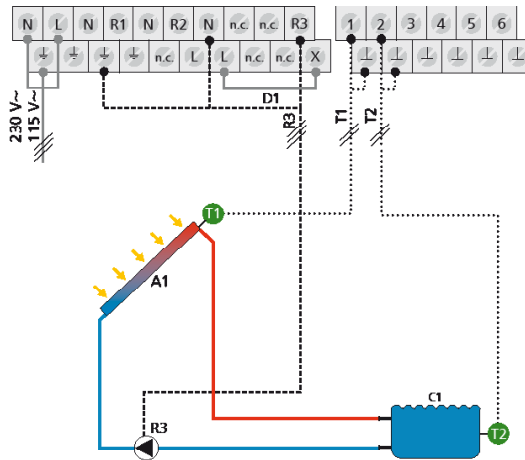 N L N R1 N R2 N n.c. n.c. R3
n.c. L L n.c. n.c. X
1 2 3 4 5 6
230 V~
115 V~
D1
R3
T1
T2
T1
A1
R3
C1
T2